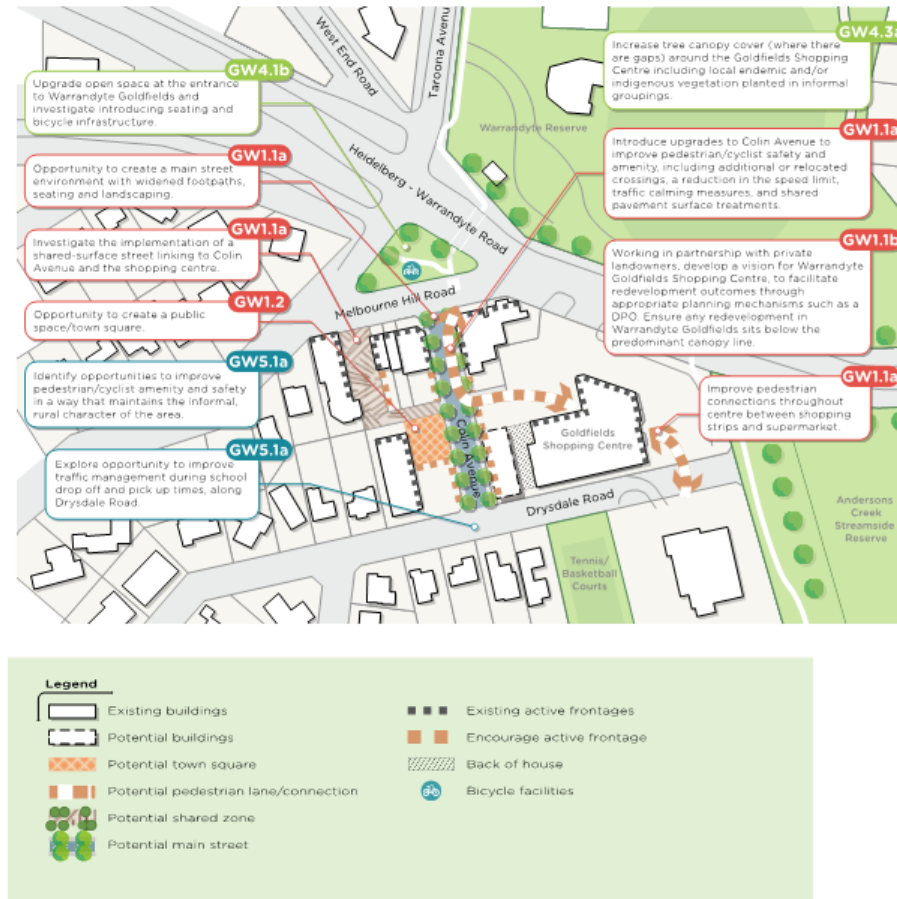 West End Road
Taroona Avenu
GW4.1b
Upgrade open space at the entrance
to Warrandyte Goldfields and
investigate introducing seating and
bicycle infrastructure.
GW1.1a
Opportunity to create a main street
environment with widened footpaths,
seating and landscaping.
GW1.1a
Investigate the implementation of a
shared-surface street linking to Colin
Avenue and the shopping centre.
GW1.2
Opportunity to create a public
space/town square.
GW5.1a
Identify opportunities to improve
pedestrian/cyclist amenity and safety
in a way that maintains the informal,
rural character of the area.
GW5.1a
Explore opportunity to improve
traffic management during school
drop off and pick up times, along
Drysdale Road.
Heidelberg - Warrandyte Road
Warrandyte Reserve
Melbourne Hill Road
Colin Avenue
Goldfields
Shopping Centre
Drysdale Road
Tennis/
Basketball
Courts
GW4.3a
Increase tree canopy cover (where there
are gaps) around the Goldfields Shopping
Centre including local endemic and/or
indigenous vegetation planted in informal
groupings.
GW1.1a
Introduce upgrades to Colin Avenue to
improve pedestrian/cyclist safety and
amenity, including additional or relocated
crossings, a reduction in the speed limit,
traffic calming measures, and shared
pavement surface treatments.
GW1.1b
Working in partnership with private
landowners, develop a vision for Warrandyte
Goldfields Shopping Centre, to facilitate
redevelopment outcomes through
appropriate planning mechanisms such as a
DPO. Ensure any redevelopment in
Warrandyte Goldfields sits below the
predominant canopy line.
GW1.1a
Improve pedestrian
connections throughout
centre between shopping
strips and supermarket.
Andersons
Creek
Streamside
Reserve
Legend
Existing buildings
Potential buildings
Potential town square
Potential pedestrian lane/connection
Potential shared zone
Potential main street
Existing active frontages
Encourage active frontage
Back of house
Bicycle facilities